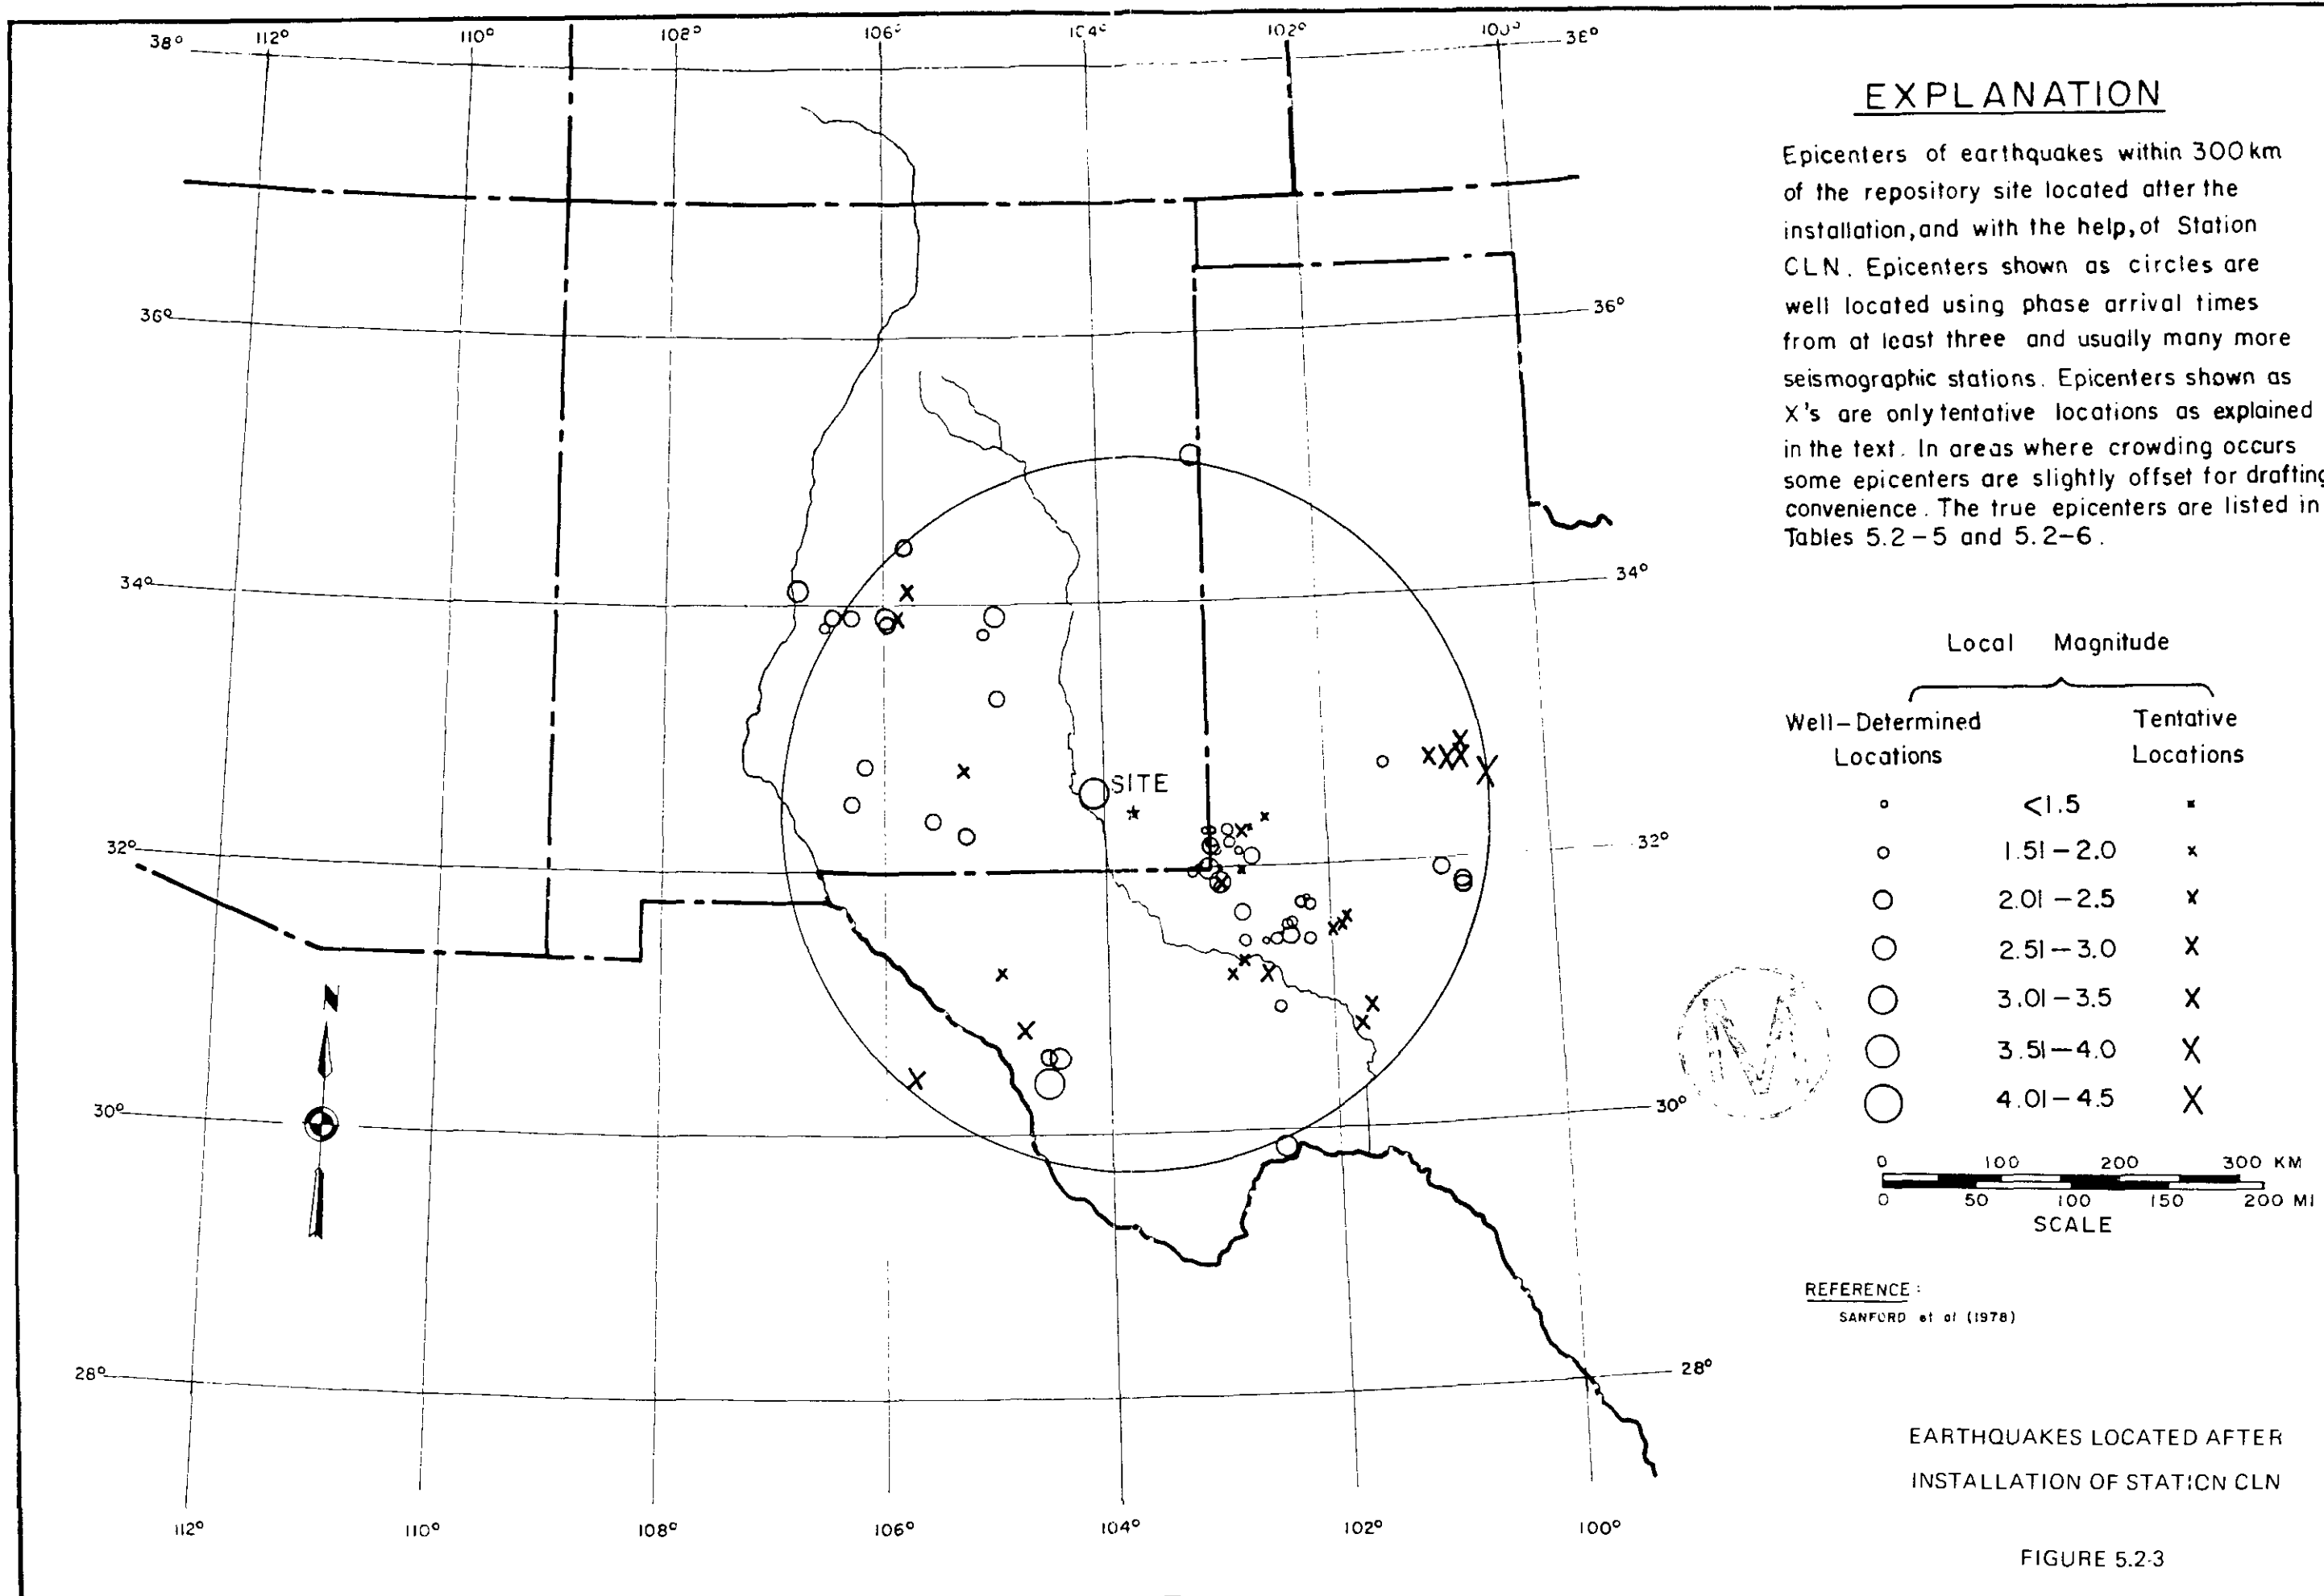 38° 112° 110° 108° 106° 104° 102° 100° 38°
EXPLANATION
Epicenters of earthquakes within 300km
of the repository site located after the
installation, and with the help, of Station
CLN. Epicenters shown as circles are
well located using phase arrival times
from at least three and usually many more
seismographic stations. Epicenters shown as
X's are only tentative locations as explained
in the text. In areas where crowding occurs
some epicenters are slightly offset for drafting
convenience. The true epicenters are listed in
Tables 5.2-5 and 5.2-6.
36° 36°
34° 34°
SITE
32° 32°
N
30° 30°
28° 28°
112° 110° 108° 106° 104° 102° 100°
Local Magnitude
Well-Determined Tentative
Locations Locations
<1.5
1.51-2.0
2.01-2.5
2.51-3.0
3.01-3.5
3.51-4.0
4.01-4.5
M
0 100 200 300 KM
0 50 100 150 200 MI
SCALE
REFERENCE:
SANFORD et al (1978)
EARTHQUAKES LOCATED AFTER
INSTALLATION OF STATION CLN
FIGURE 5.2-3